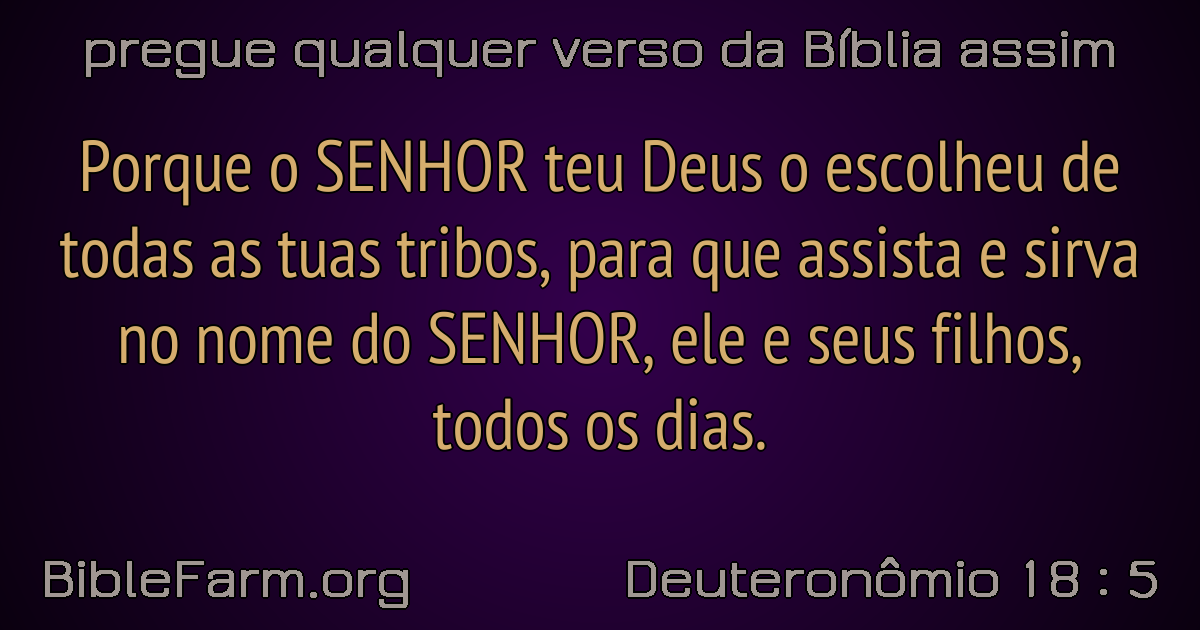 pregue qualquer verso da Bíblia assim
Porque o SENHOR teu Deus o escolheu de
todas as tuas tribos, para que assista e sirva
no nome do SENHOR, ele e seus filhos,
todos os dias.
BibleFarm.org
Deuteronômio 18 : 5